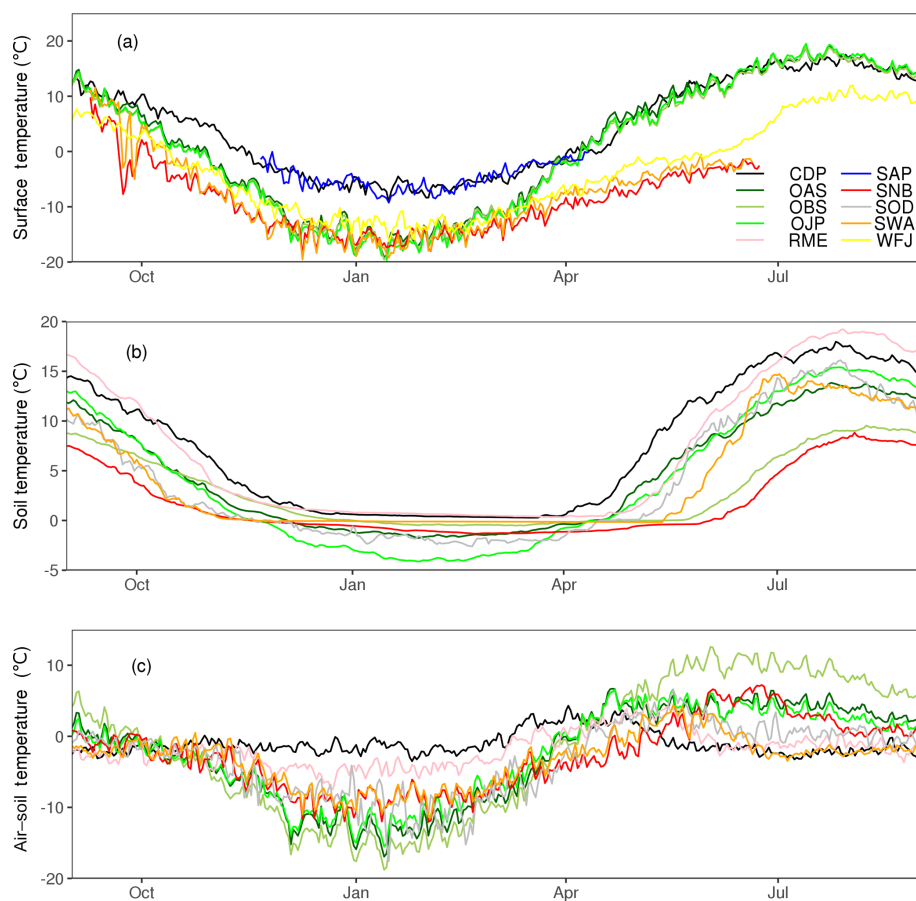 (a)
Surface temperature (°C)
20
10
0
-10
-20
CDP SAP
OAS SNB
OBS SOD
OJP SWA
RME WFJ
Oct Jan Apr Jul
(b)
Soil temperature (°C)
20
15
10
5
0
-5
Oct Jan Apr Jul
(c)
Air−soil temperature (°C)
10
0
-10
-20
Oct Jan Apr Jul